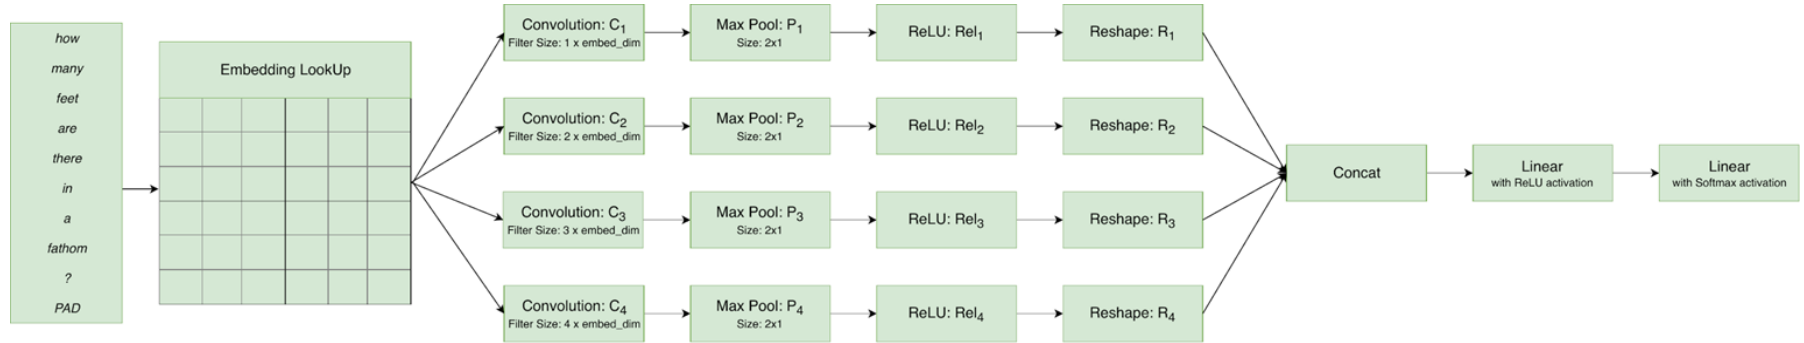 how
many
feet
are
there
in
a
fathom
?
PAD
Embedding LookUp
Convolution: C1
Filter Size: 1 x embed_dim
Max Pool: P1
Size: 2x1
ReLU: Rel1
Reshape: R1
Convolution: C2
Filter Size: 2 x embed_dim
Max Pool: P2
Size: 2x1
ReLU: Rel2
Reshape: R2
Convolution: C3
Filter Size: 3 x embed_dim
Max Pool: P3
Size: 2x1
ReLU: Rel3
Reshape: R3
Convolution: C4
Filter Size: 4 x embed_dim
Max Pool: P4
Size: 2x1
ReLU: Rel4
Reshape: R4
Concat
Linear
with ReLU activation
Linear
with Softmax activation